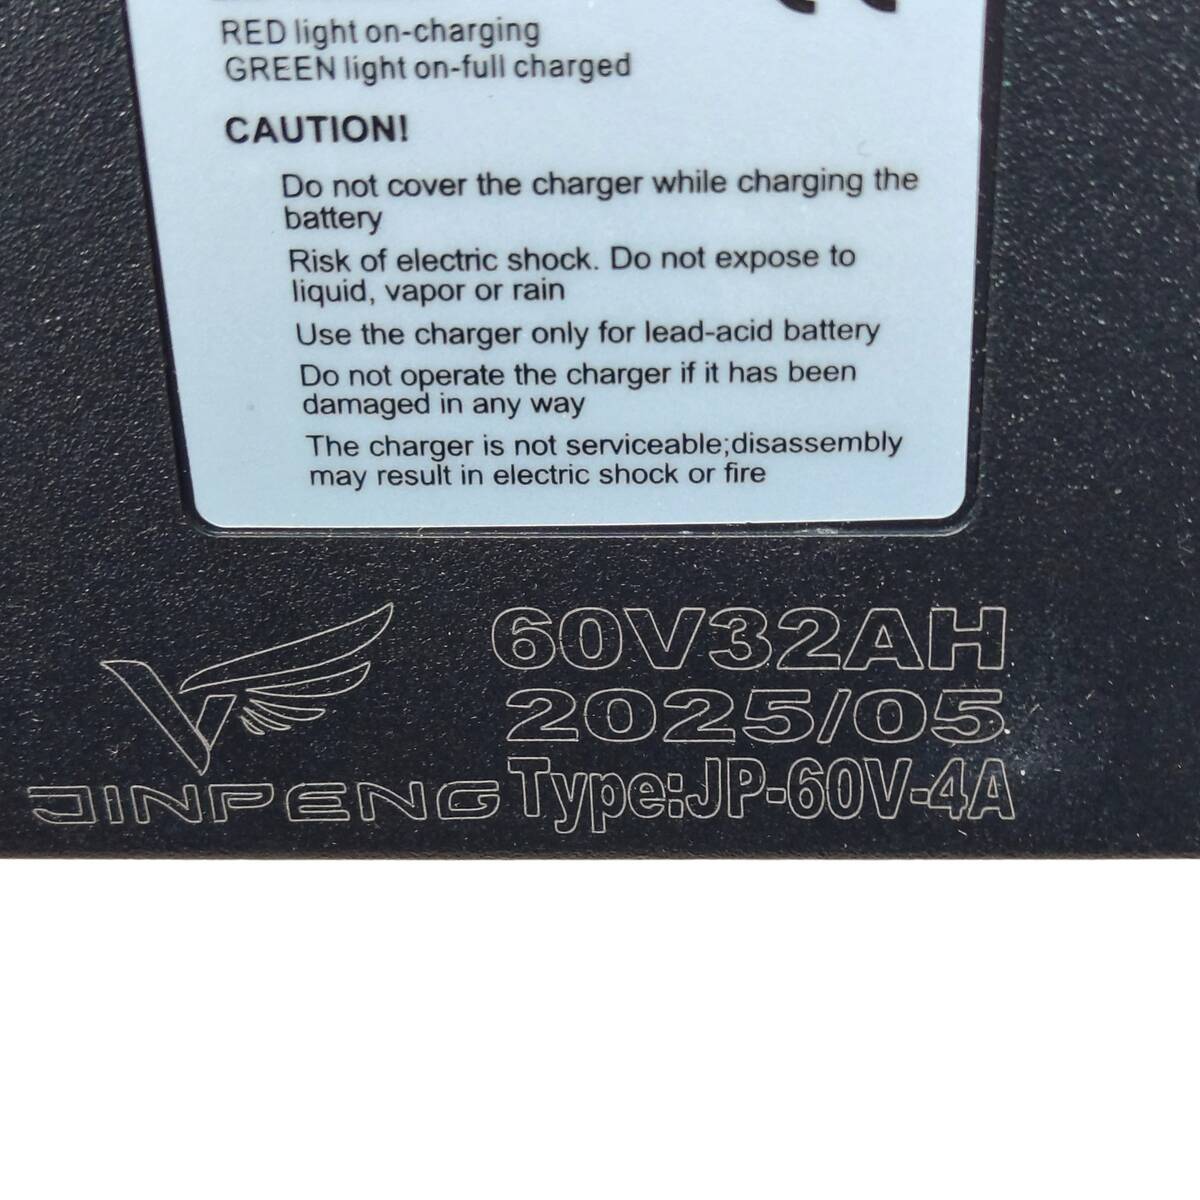 RED light on-charging
GREEN light on-full charged
CAUTION!
Do not cover the charger while charging the
battery
Risk of electric shock. Do not expose to
liquid, vapor or rain
Use the charger only for lead-acid battery
Do not operate the charger if it has been
damaged in any way
The charger is not serviceable;disassembly
may result in electric shock or fire
60V32AH
2025/05
JINPENG Type:JP-60V-4A